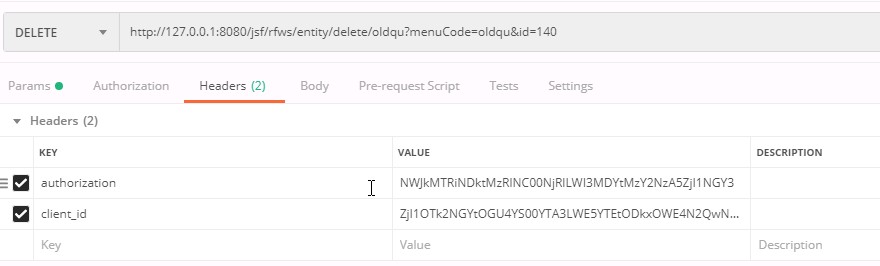 DELETE http://127.0.0.1:8080/jsf/rfws/entity/delete/oldqu?menuCode=oldqu&id=140
Params Authorization Headers (2) Body Pre-request Script Tests Settings
Headers (2)
KEY VALUE DESCRIPTION
authorization NWJkMTRiNDktMzRlNC00NjRlLWI3MDYtMzY2NzA5ZjI1NGY3
client_id ZjI1OTk2NGYtOGU4YS00YTA3LWE5YTEtODkxOWE4N2QwN...
Key Value Description